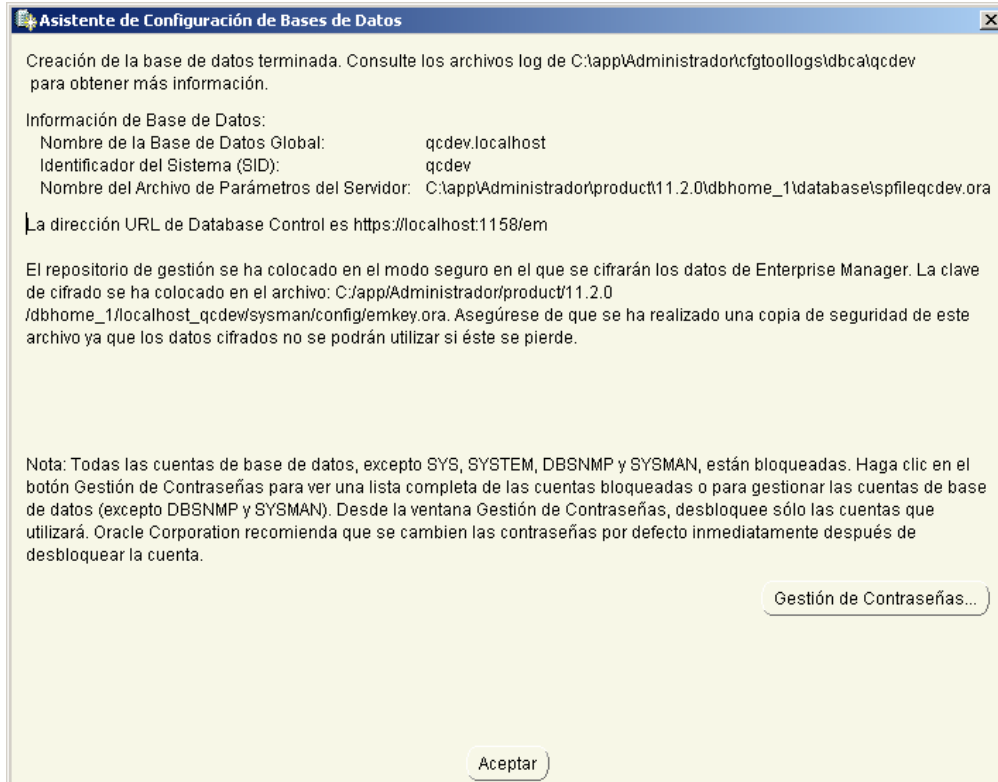 Asistente de Configuración de Bases de Datos
Creación de la base de datos terminada. Consulte los archivos log de C:\app\Administrador\cfgtoollogs\dbca\qcdev
para obtener más información.
Información de Base de Datos:
Nombre de la Base de Datos Global: qcdev.localhost
Identificador del Sistema (SID): qcdev
Nombre del Archivo de Parámetros del Servidor: C:\app\Administrador\product\11.2.0\dbhome_1\database\spfileqcdev.ora
La dirección URL de Database Control es https://localhost:1158/em
El repositorio de gestión se ha colocado en el modo seguro en el que se cifrarán los datos de Enterprise Manager. La clave
de cifrado se ha colocado en el archivo: C:/app/Administrador/product/11.2.0
/dbhome_1/localhost_qcdev/sysman/config/emkey.ora. Asegúrese de que se ha realizado una copia de seguridad de este
archivo ya que los datos cifrados no se podrán utilizar si éste se pierde.
Nota: Todas las cuentas de base de datos, excepto SYS, SYSTEM, DBSNMP y SYSMAN, están bloqueadas. Haga clic en el
botón Gestión de Contraseñas para ver una lista completa de las cuentas bloqueadas o para gestionar las cuentas de base
de datos (excepto DBSNMP y SYSMAN). Desde la ventana Gestión de Contraseñas, desbloquee sólo las cuentas que
utilizará. Oracle Corporation recomienda que se cambien las contraseñas por defecto inmediatamente después de
desbloquear la cuenta.
Gestión de Contraseñas...
Aceptar